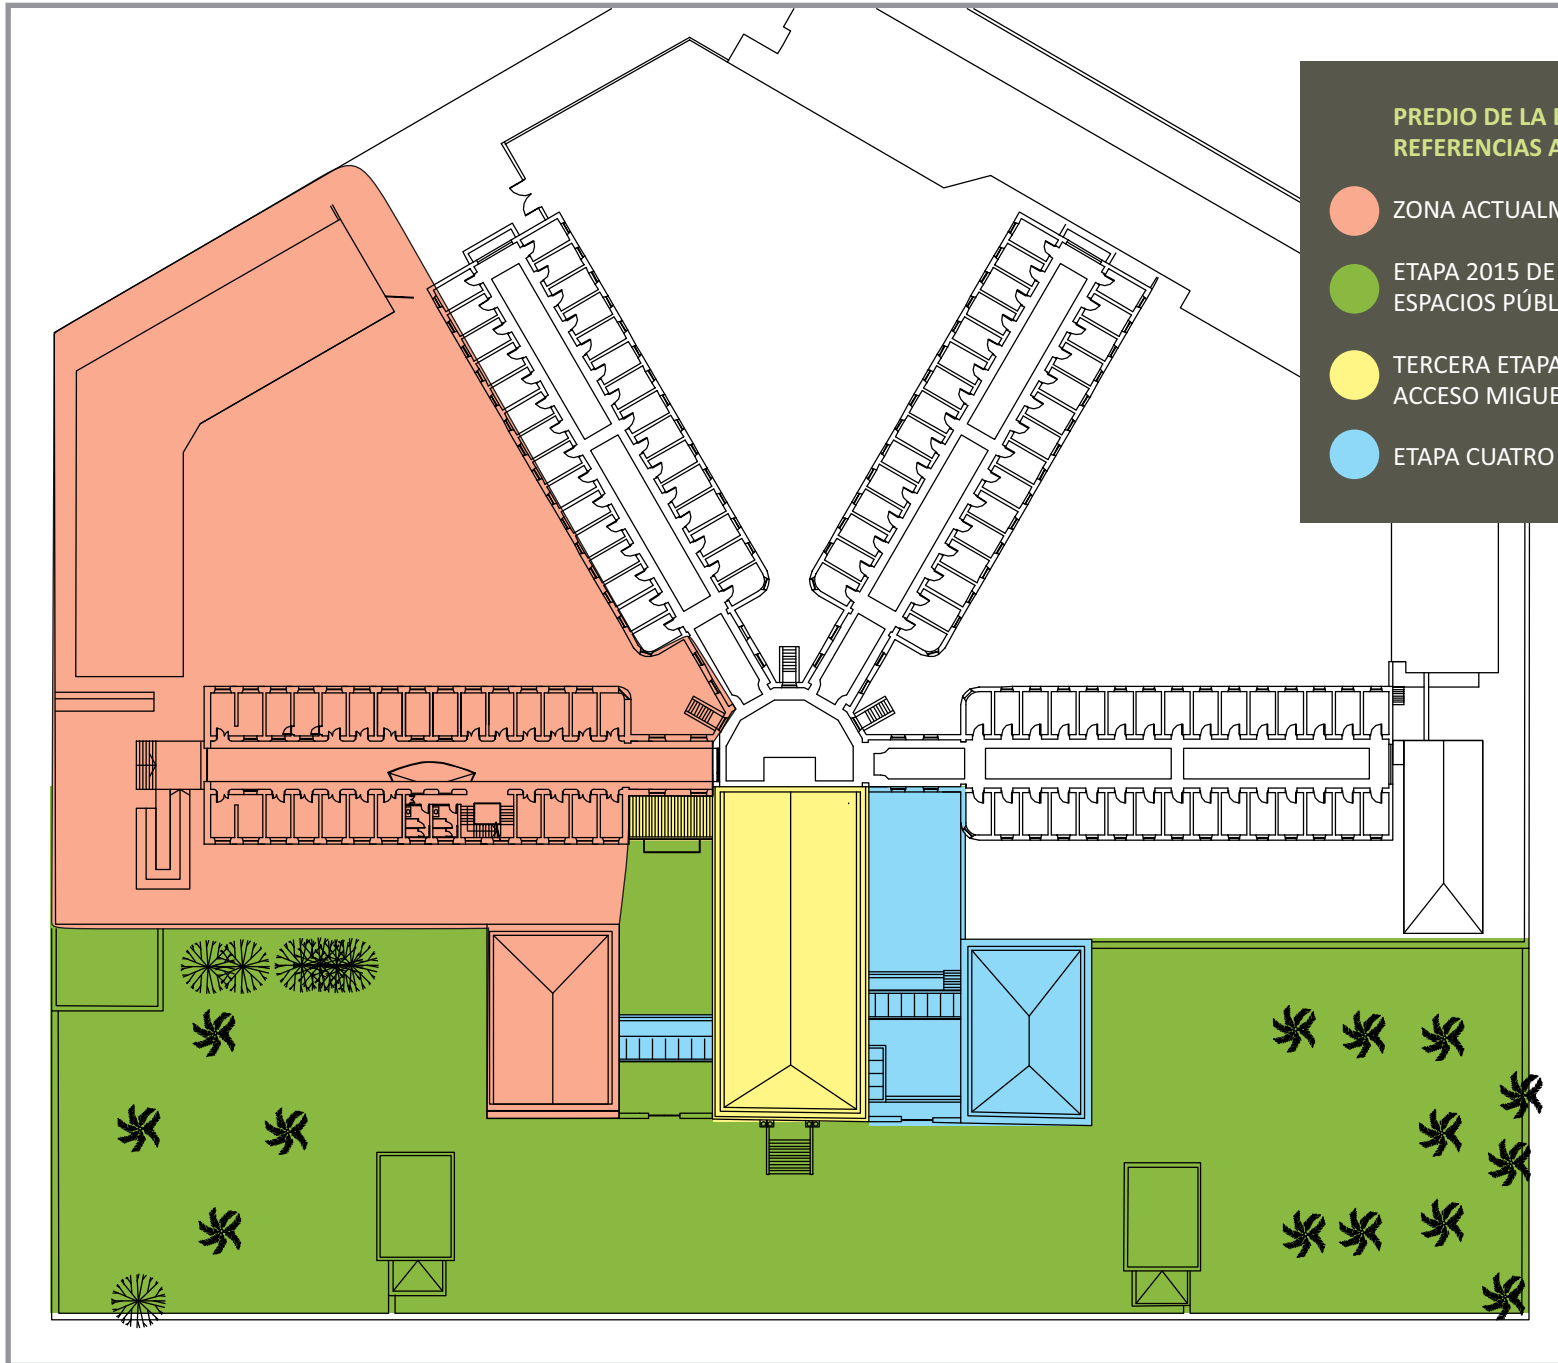 PREDIO DE LA
REFERENCIAS A
ZONA ACTUALM
ETAPA 2015 DE
ESPACIOS PÚBL
TERCERA ETAPA
ACCESO MIGUE
ETAPA CUATRO